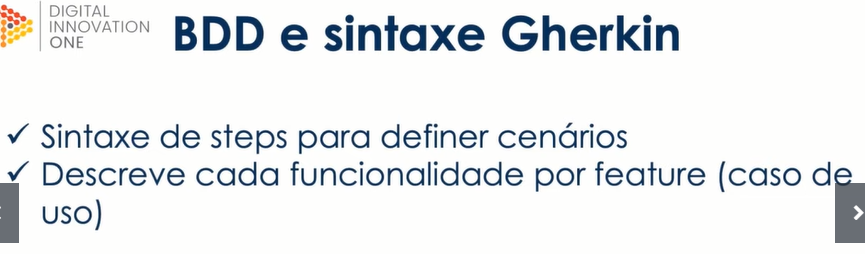 DIGITAL
INNOVATION
ONE
BDD e sintaxe Gherkin
✓ Sintaxe de steps para definer cenários
✓ Descreve cada funcionalidade por feature (caso de
uso)